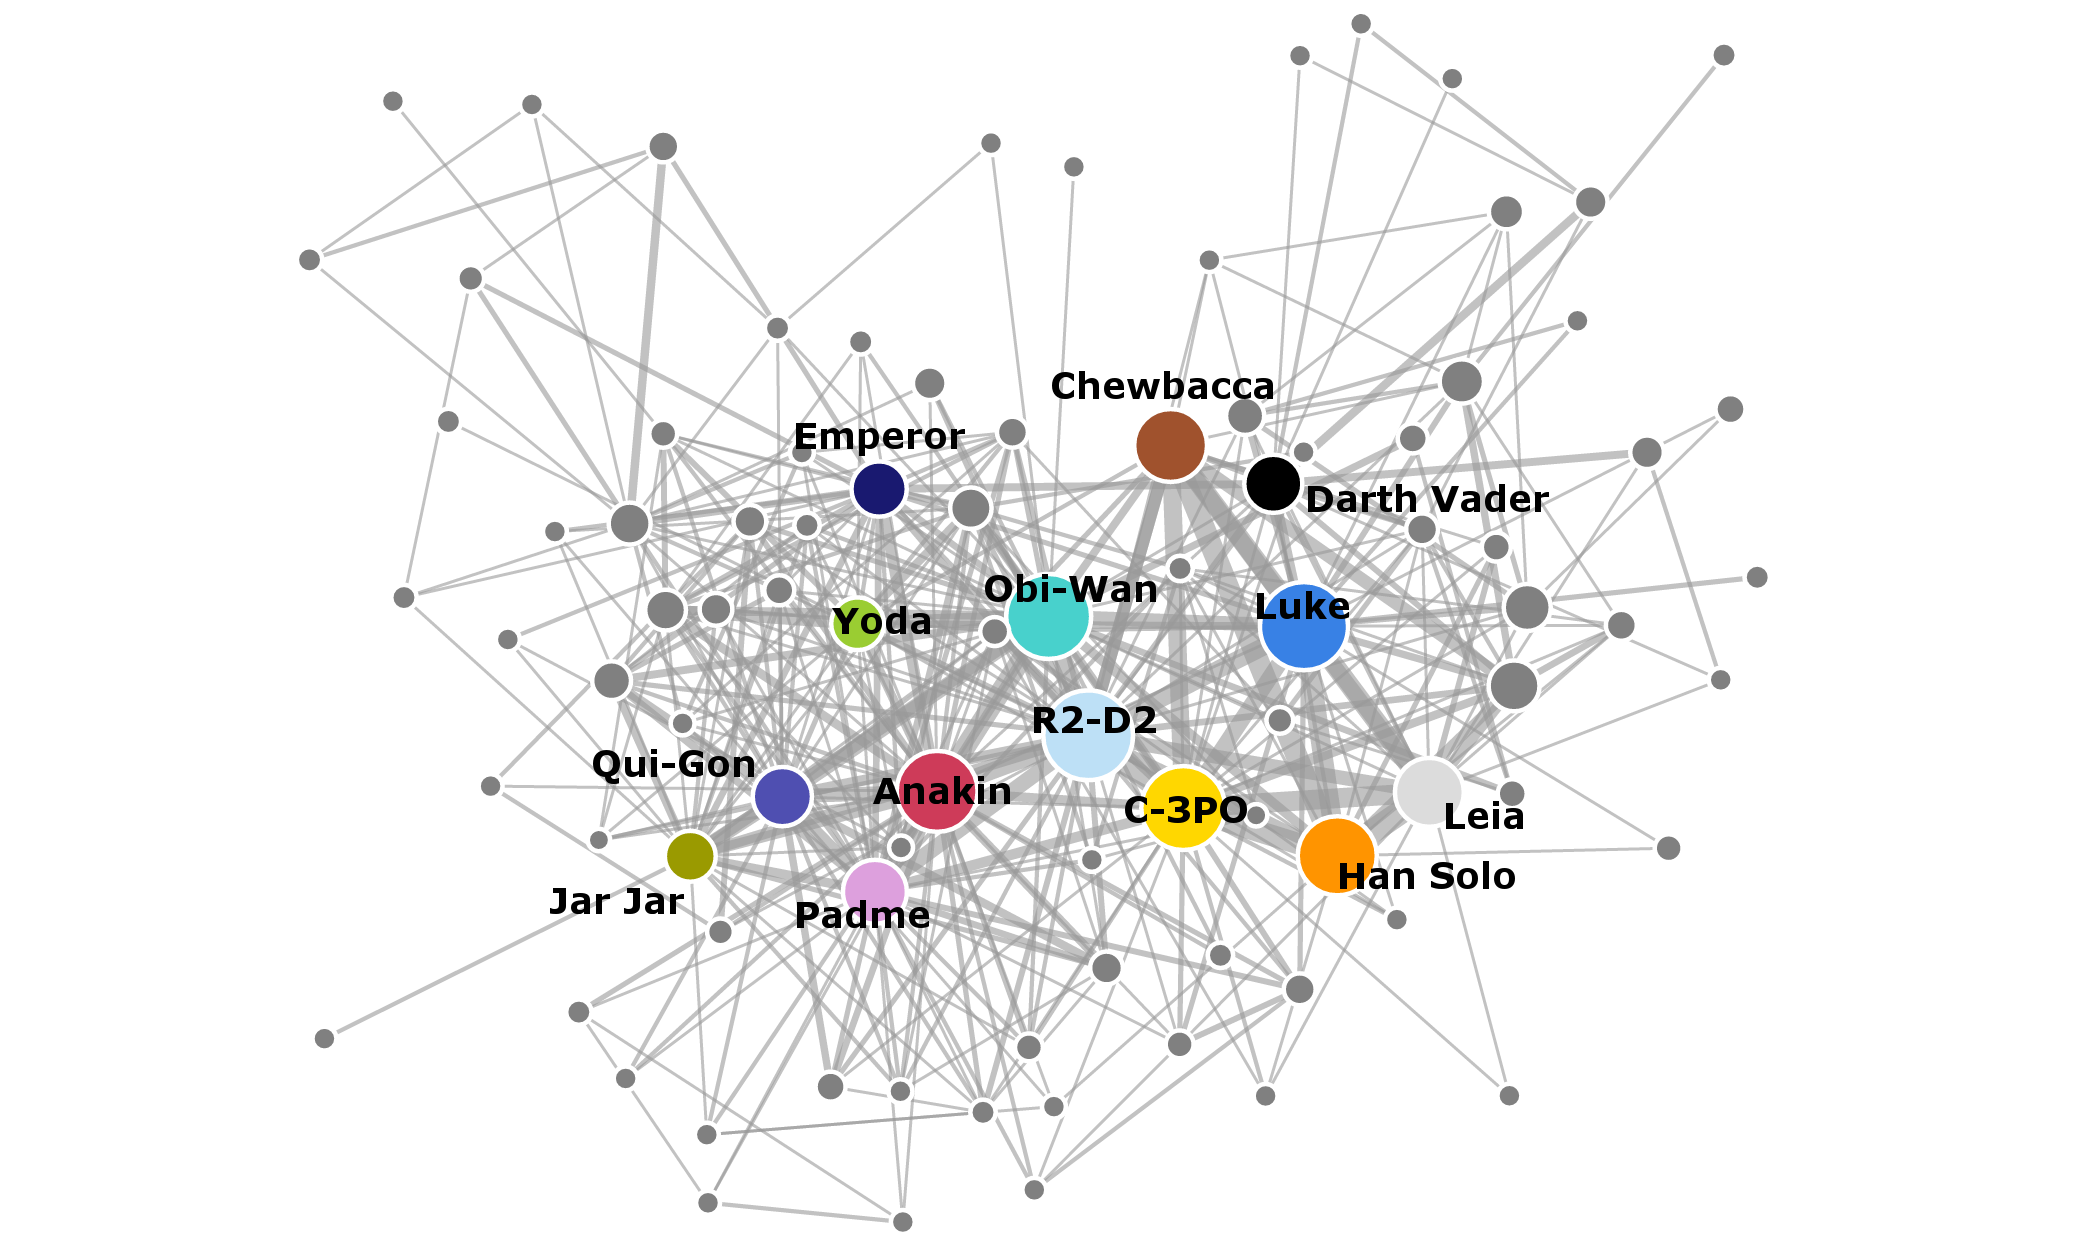 Chewbacca
Emperor
Darth Vader
Obi-Wan
Luke
Yoda
R2-D2
Qui-Gon
Anakin
C-3PO
Leia
Han Solo
Jar Jar
Padme